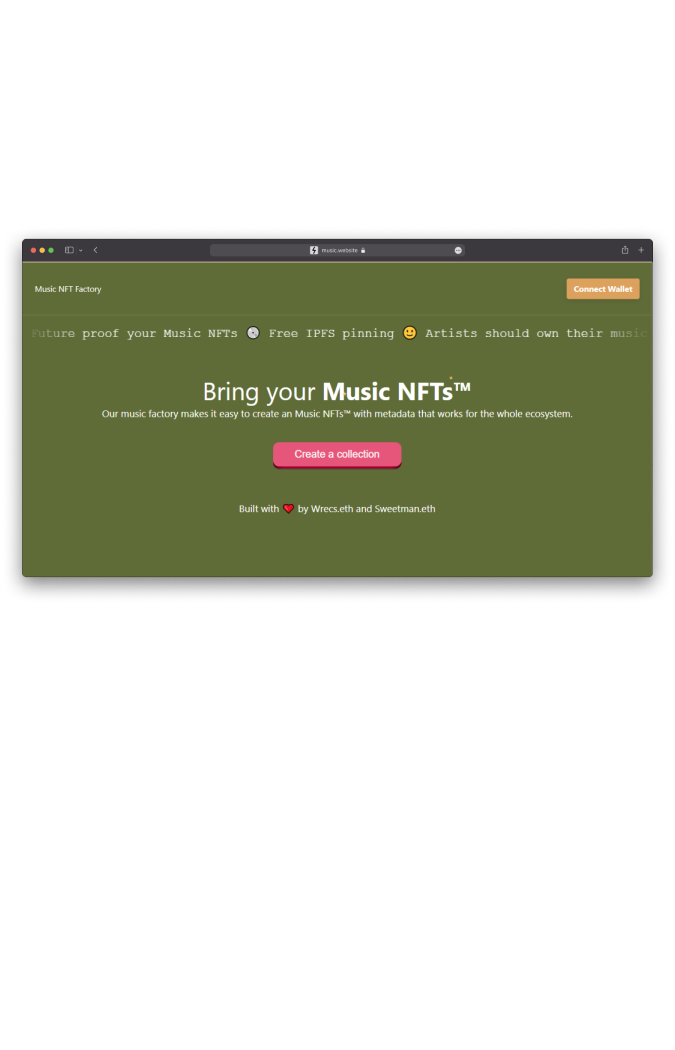 music.website
Music NFT Factory
Connect Wallet
Future proof your Music NFTs Free IPFS pinning Artists should own their music
Bring your Music NFTs™
Our music factory makes it easy to create an Music NFTs™ with metadata that works for the whole ecosystem.
Create a collection
Built with ❤️ by Wrecs.eth and Sweetman.eth